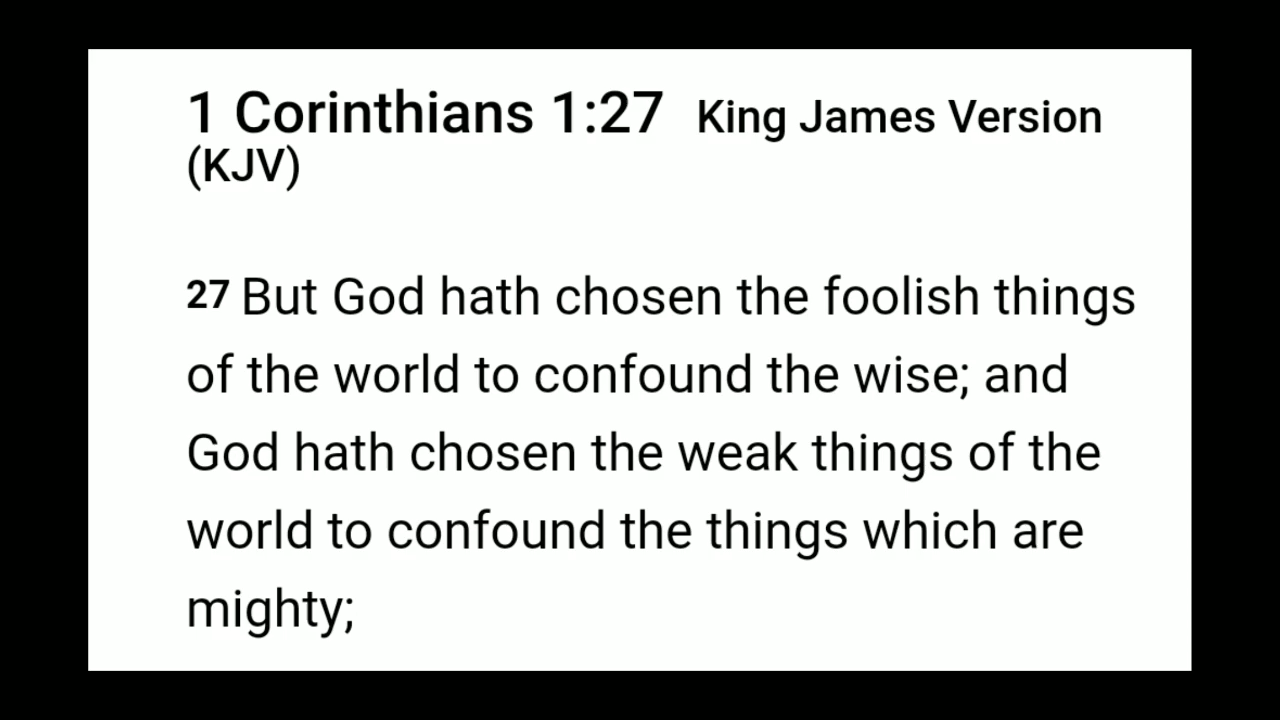 1 Corinthians 1:27 King James Version
(KJV)
27 But God hath chosen the foolish things
of the world to confound the wise; and
God hath chosen the weak things of the
world to confound the things which are
mighty;